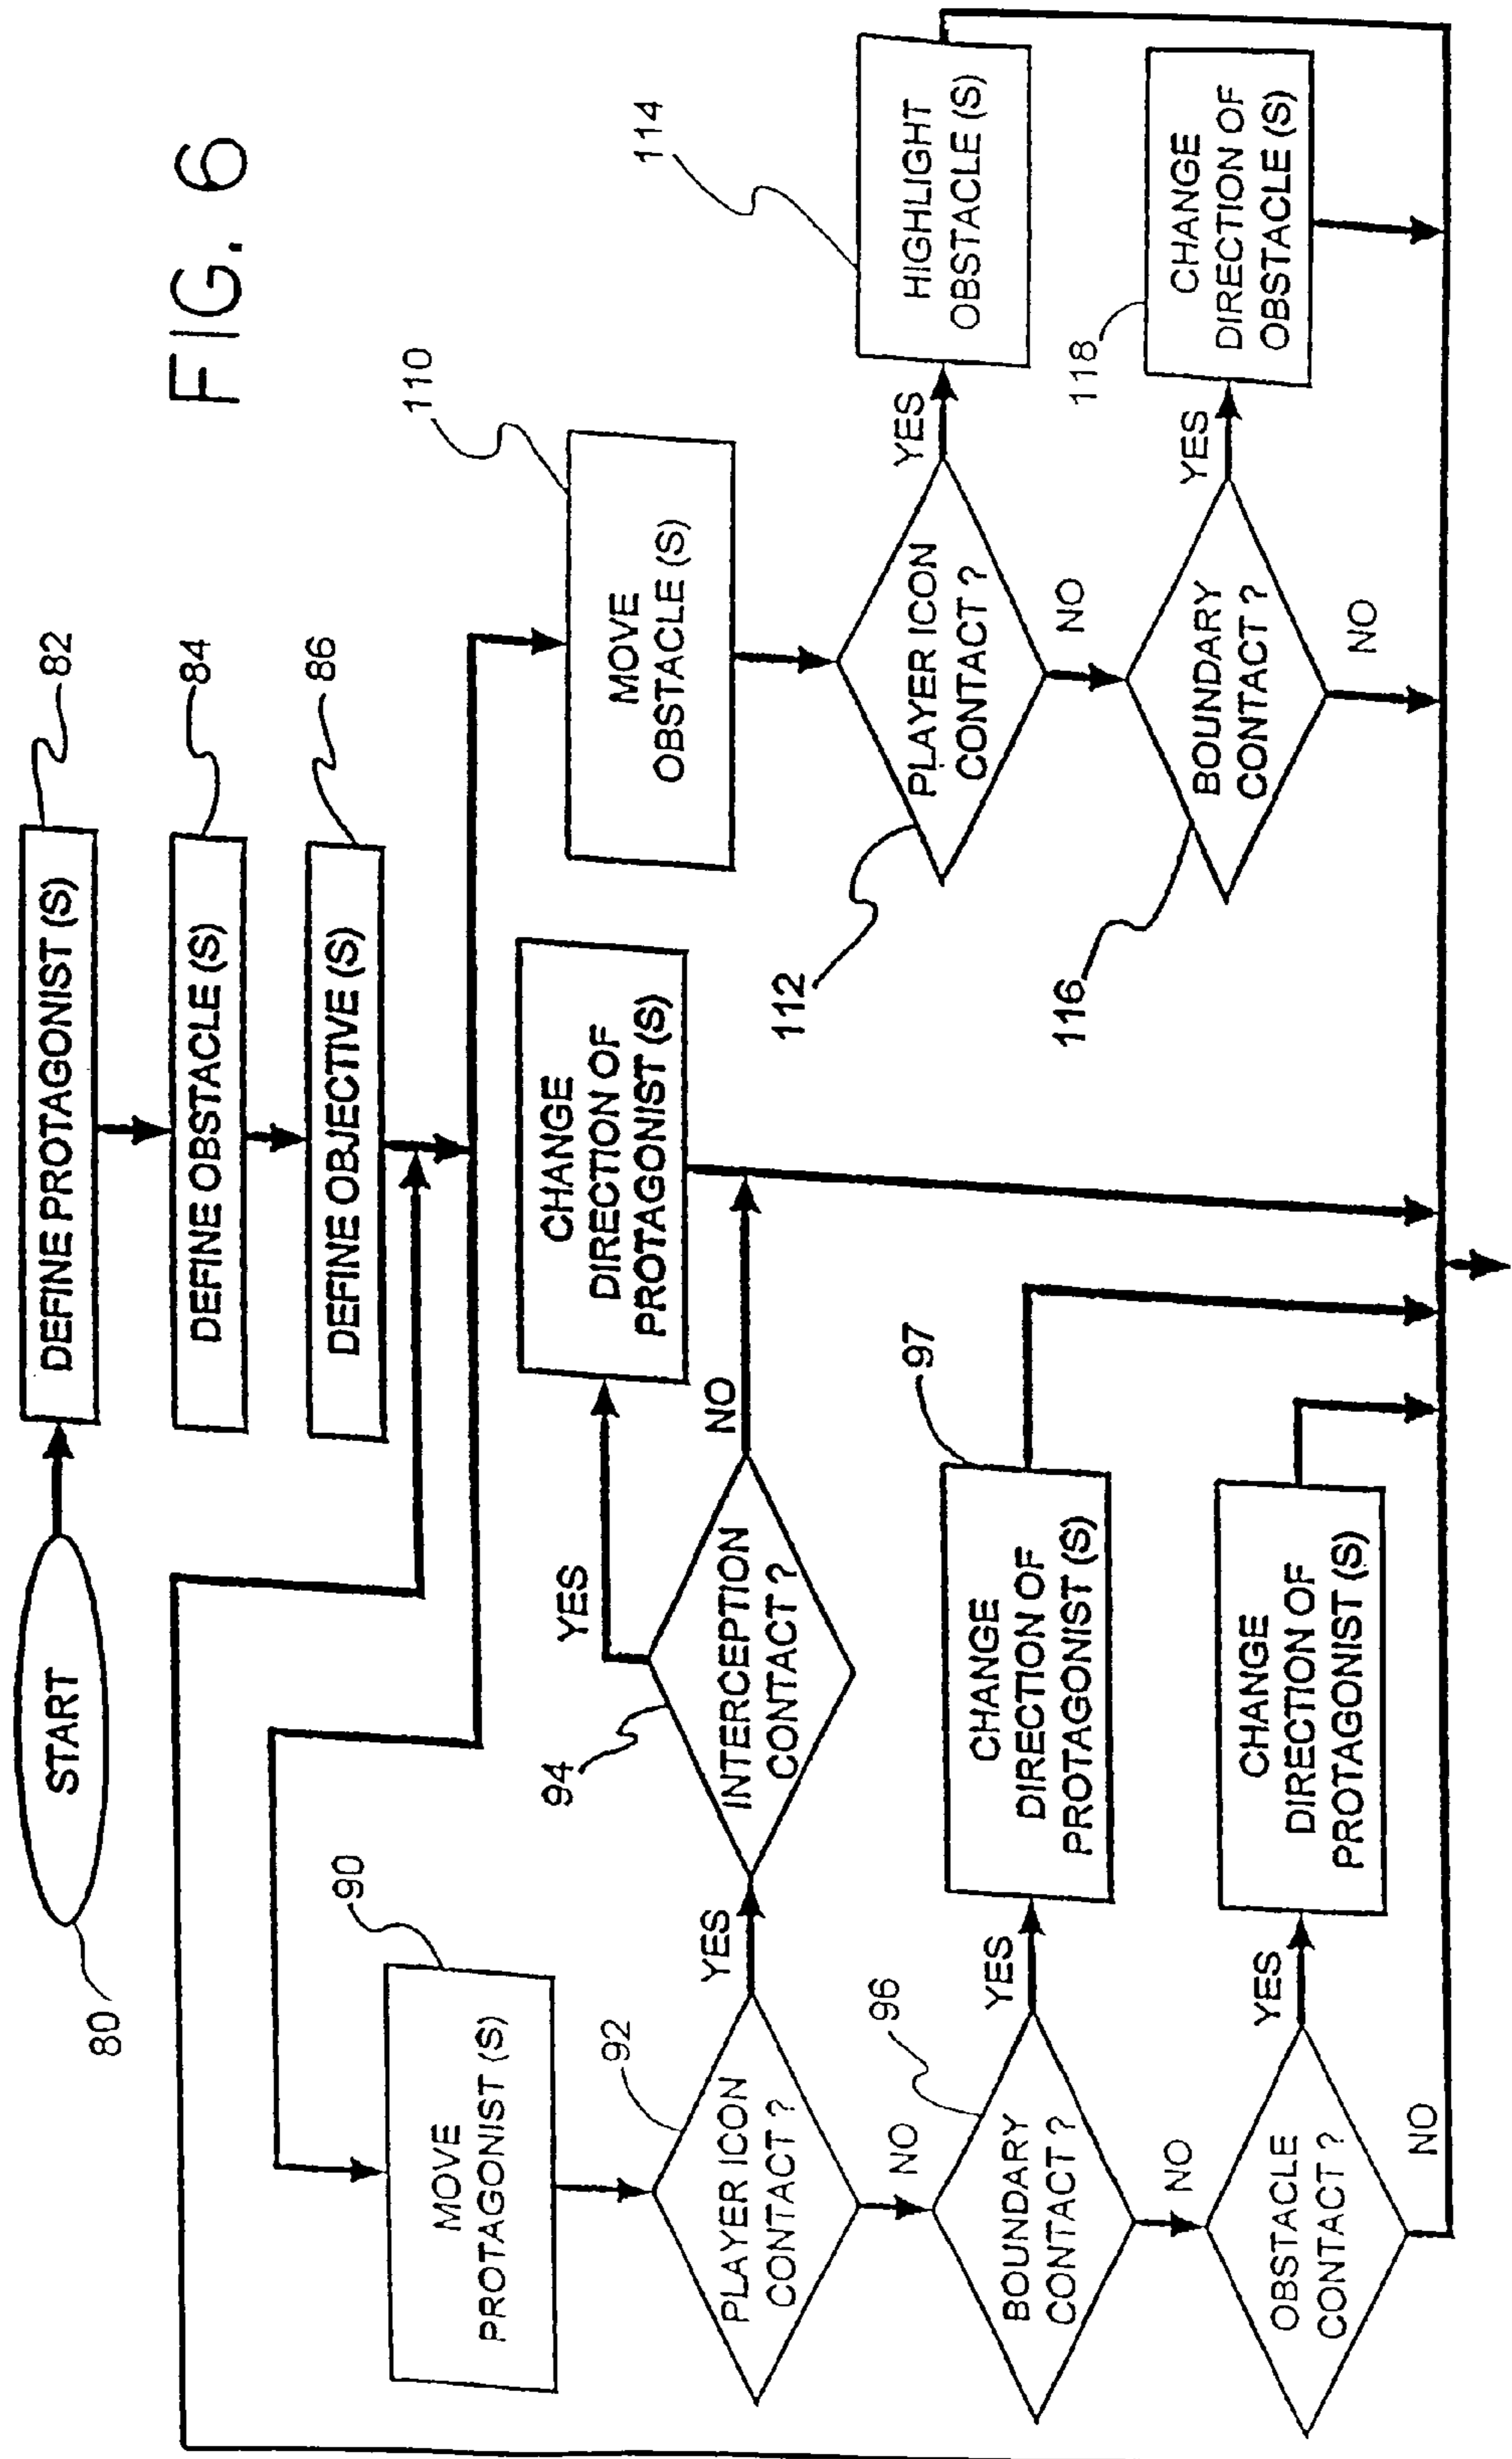 FIG. 6
START
80
DEFINE PROTAGONIST (S)
82
DEFINE OBSTACLE (S)
84
DEFINE OBJECTIVE (S)
86
MOVE
PROTAGONIST (S)
90
PLAYER ICON
CONTACT ?
92
YES
NO
INTERCEPTION
CONTACT ?
94
YES
NO
CHANGE
DIRECTION OF
PROTAGONIST (S)
BOUNDARY
CONTACT ?
96
YES
NO
CHANGE
DIRECTION OF
PROTAGONIST (S)
97
OBSTACLE
CONTACT ?
YES
NO
CHANGE
DIRECTION OF
PROTAGONIST (S)
MOVE
OBSTACLE (S)
110
PLAYER ICON
CONTACT ?
112
YES
NO
HIGHLIGHT
OBSTACLE (S)
114
BOUNDARY
CONTACT ?
116
YES
NO
CHANGE
DIRECTION OF
OBSTACLE (S)
118